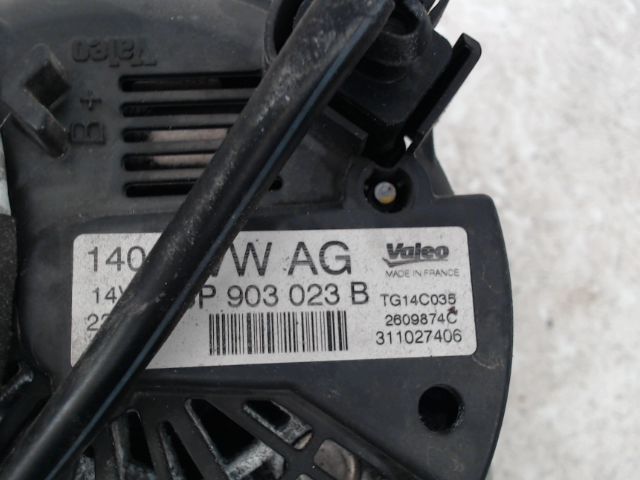 Valeo
B+
140 VW AG
Valeo
MADE IN FRANCE
14V P 903 023 B
TG14C035
2609874C
311027406